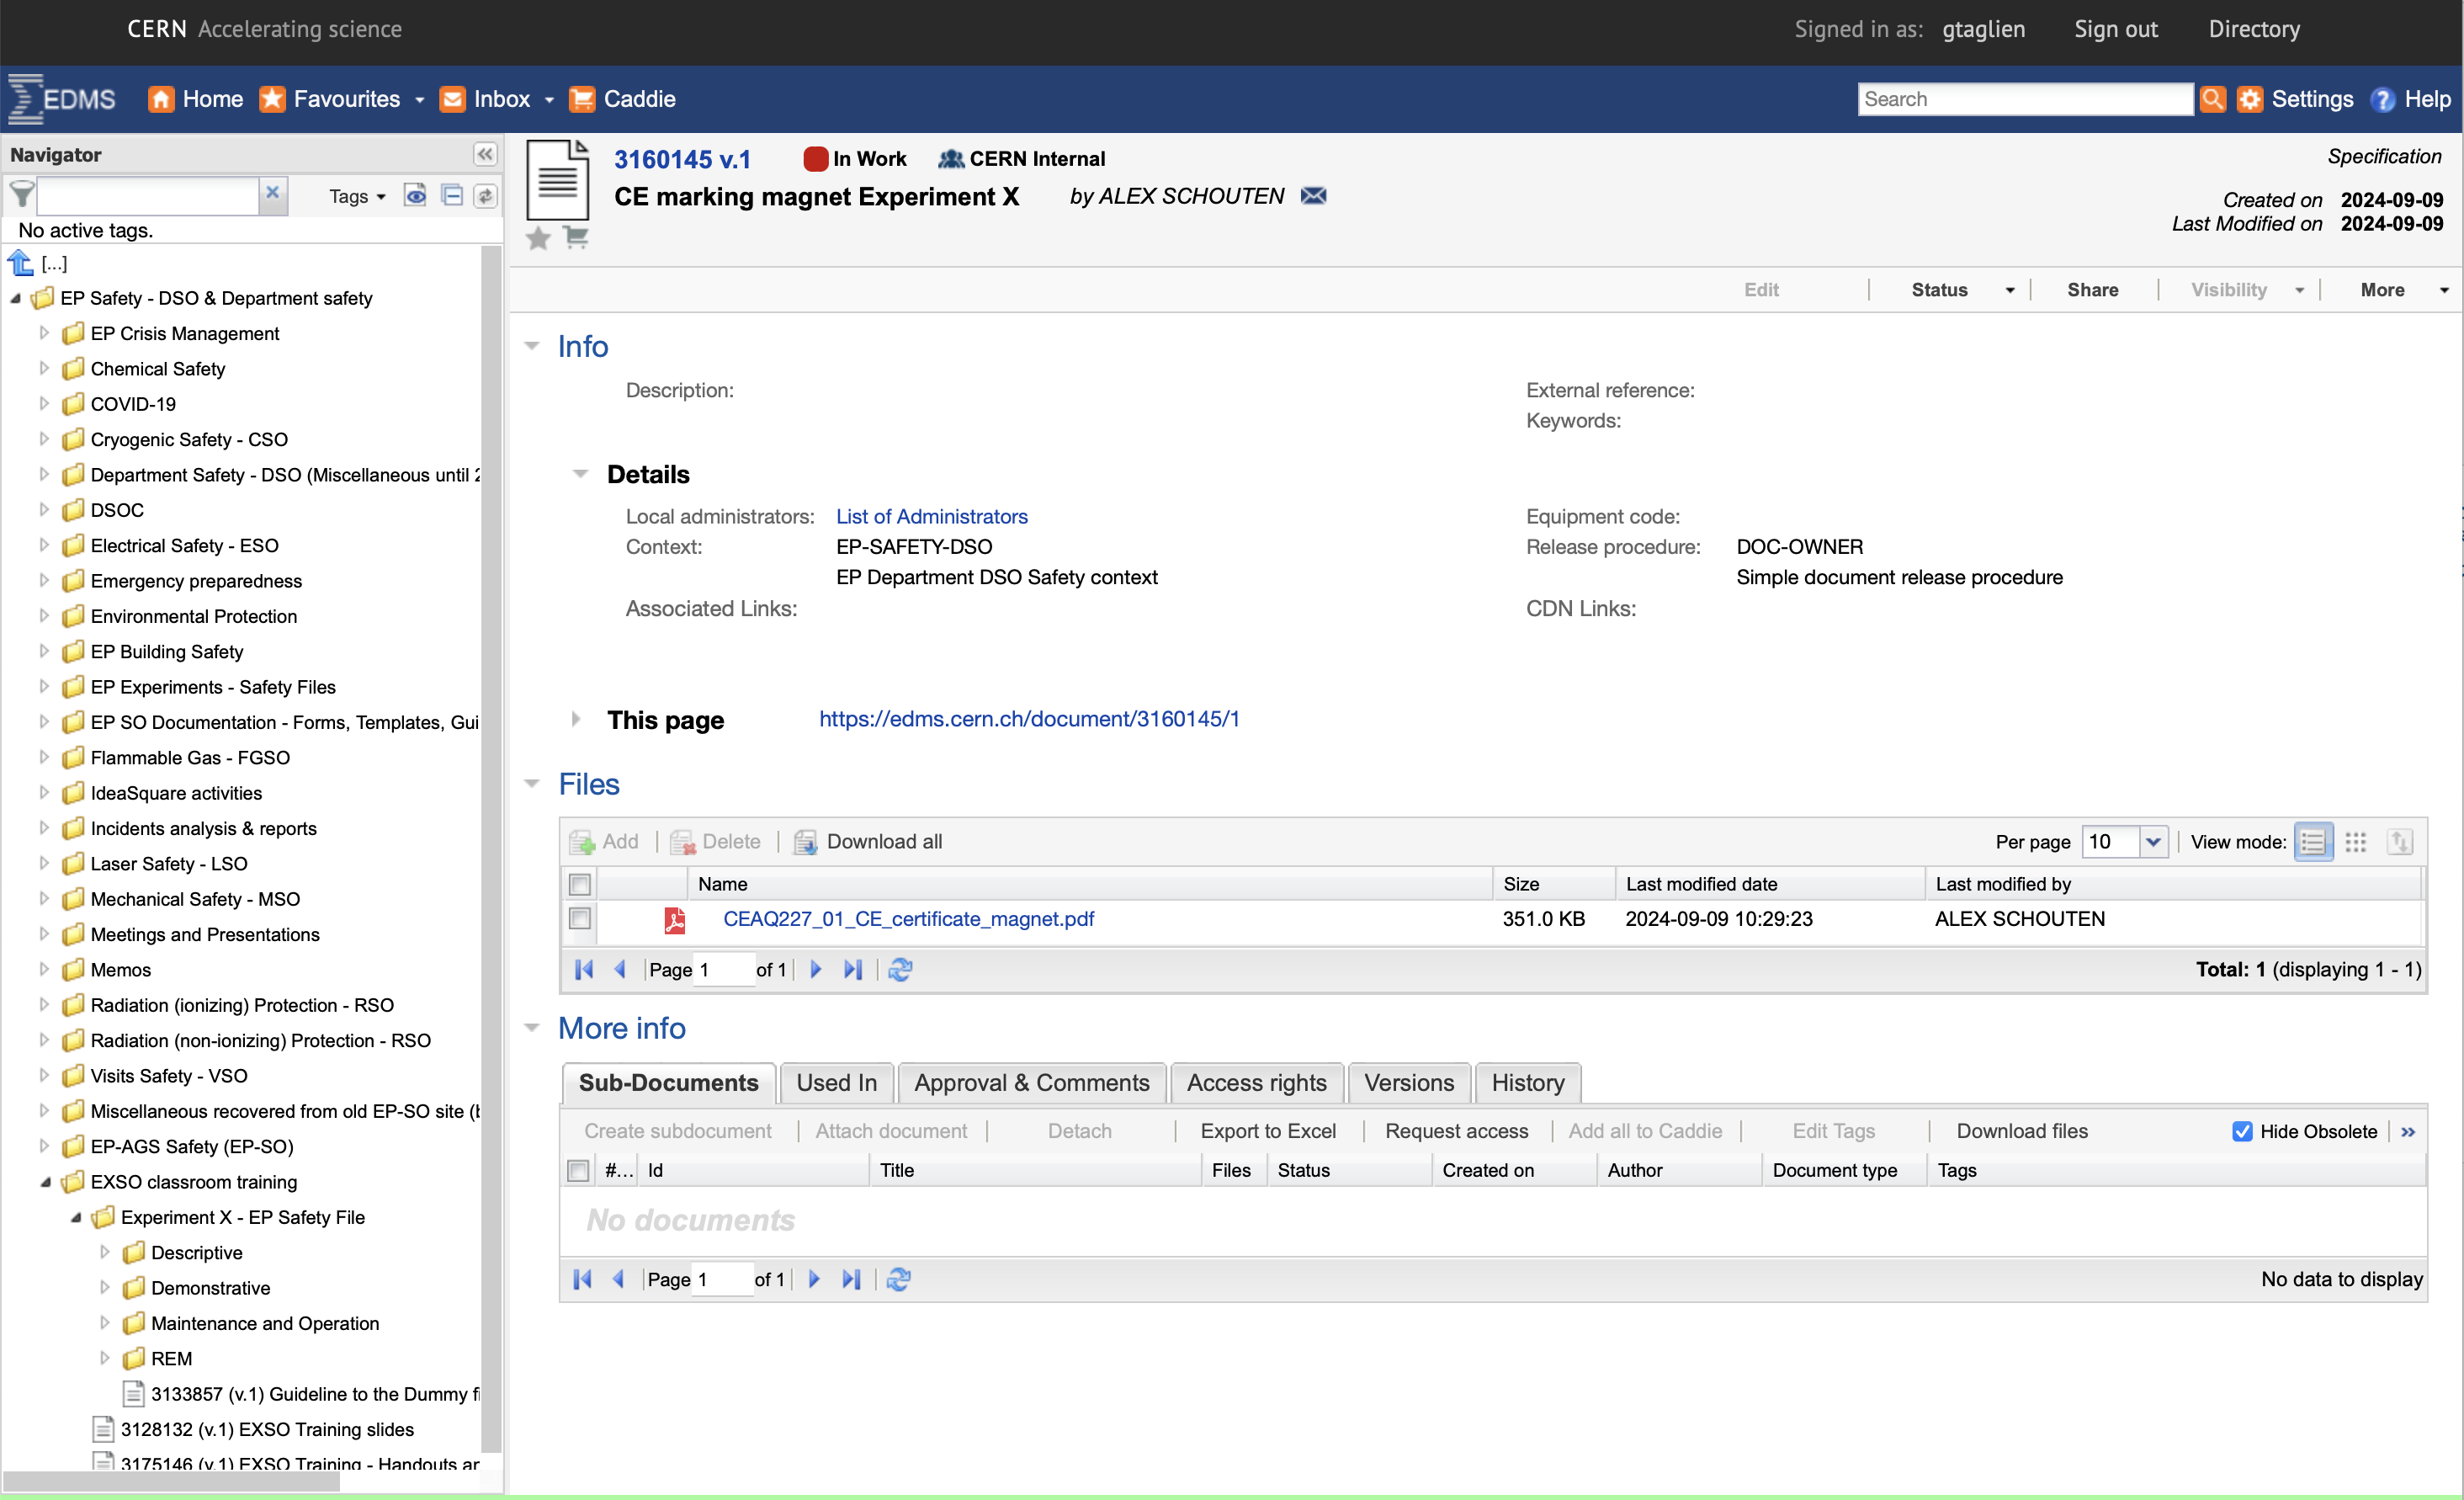 CERN Accelerating science
Signed in as: gtaglien Sign out Directory
EDMS Home Favourites Inbox Caddie
Search Settings Help
Navigator
Tags
No active tags.
[...]
EP Safety - DSO & Department safety
EP Crisis Management
Chemical Safety
COVID-19
Cryogenic Safety - CSO
Department Safety - DSO (Miscellaneous until
DSOC
Electrical Safety - ESO
Emergency preparedness
Environmental Protection
EP Building Safety
EP Experiments - Safety Files
EP SO Documentation - Forms, Templates, Gui
Flammable Gas - FGSO
IdeaSquare activities
Incidents analysis & reports
Laser Safety - LSO
Mechanical Safety - MSO
Meetings and Presentations
Memos
Radiation (ionizing) Protection - RSO
Radiation (non-ionizing) Protection - RSO
Visits Safety - VSO
Miscellaneous recovered from old EP-SO site (
EP-AGS Safety (EP-SO)
EXSO classroom training
Experiment X - EP Safety File
Descriptive
Demonstrative
Maintenance and Operation
REM
3133857 (v.1) Guideline to the Dummy
3128132 (v.1) EXSO Training slides
3175146 (v.1) EXSO Training - Handouts
3160145 v.1 In Work CERN Internal
CE marking magnet Experiment X by ALEX SCHOUTEN
Specification
Created on 2024-09-09
Last Modified on 2024-09-09
Edit Status Share Visibility More
Info
Description: External reference:
Keywords:
Details
Local administrators: List of Administrators Equipment code:
Context: EP-SAFETY-DSO Release procedure: DOC-OWNER
EP Department DSO Safety context Simple document release procedure
Associated Links: CDN Links:
This page https://edms.cern.ch/document/3160145/1
Files
Add Delete Download all Per page 10 View mode:
Name Size Last modified date Last modified by
CEAQ227_01_CE_certificate_magnet.pdf 351.0 KB 2024-09-09 10:29:23 ALEX SCHOUTEN
Page 1 of 1 Total: 1 (displaying 1 - 1)
More info
Sub-Documents Used In Approval & Comments Access rights Versions History
Create subdocument Attach document Detach Export to Excel Request access Add all to Caddie Edit Tags Download files Hide Obsolete »
#... Id Title Files Status Created on Author Document type Tags
No documents
Page 1 of 1 No data to display